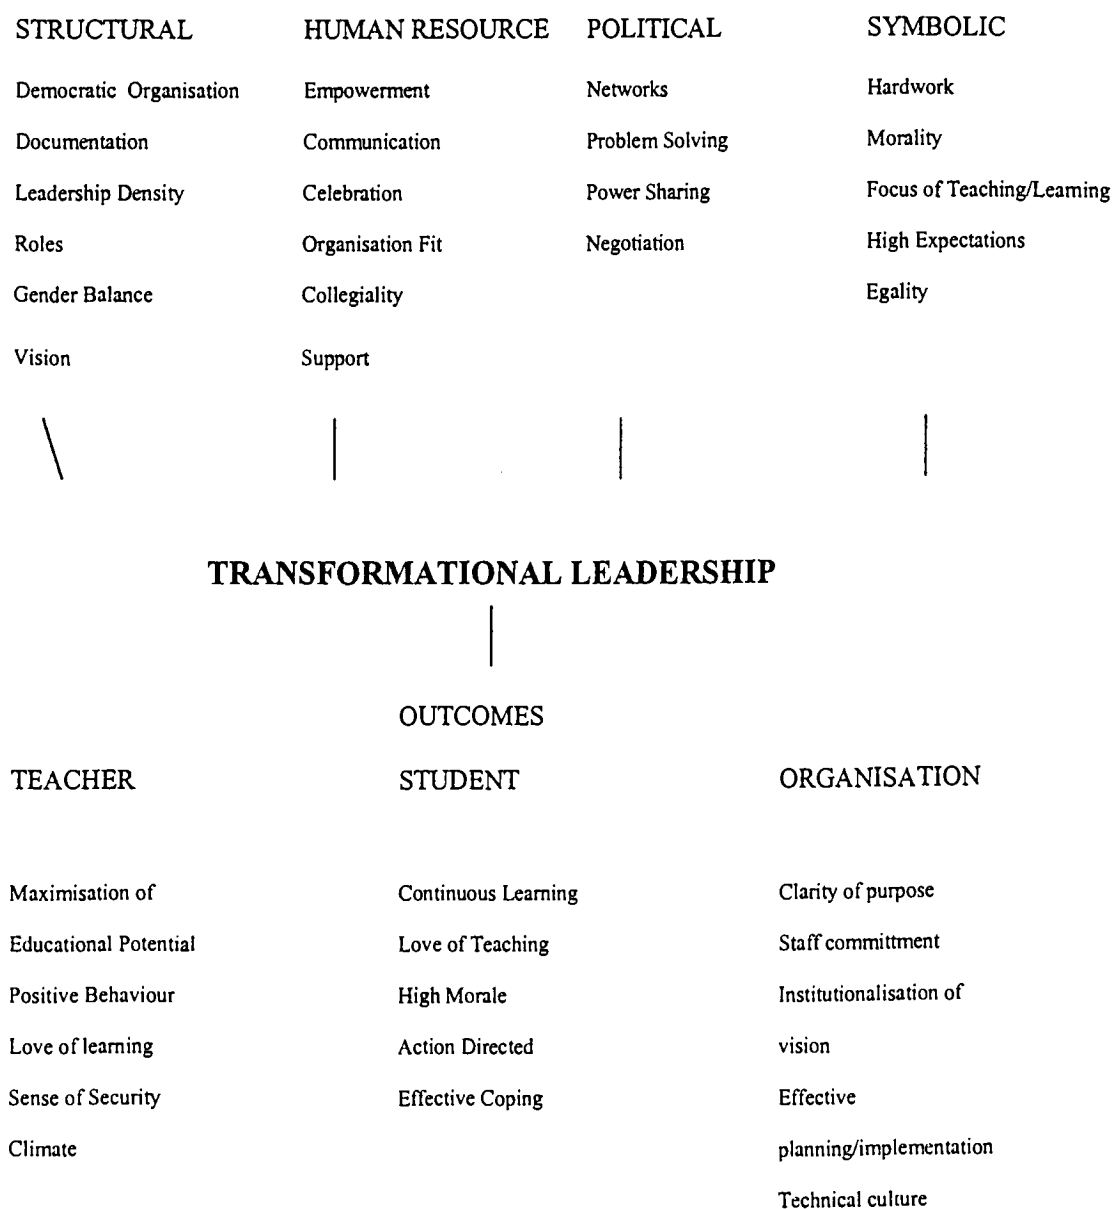 STRUCTURAL
Democratic Organisation
Documentation
Leadership Density
Roles
Gender Balance
Vision
HUMAN RESOURCE
Empowerment
Communication
Celebration
Organisation Fit
Collegiality
Support
POLITICAL
Networks
Problem Solving
Power Sharing
Negotiation
SYMBOLIC
Hardwork
Morality
Focus of Teaching/Learning
High Expectations
Egality
TRANSFORMATIONAL LEADERSHIP
OUTCOMES
TEACHER
Maximisation of
Educational Potential
Positive Behaviour
Love of learning
Sense of Security
Climate
STUDENT
Continuous Learning
Love of Teaching
High Morale
Action Directed
Effective Coping
ORGANISATION
Clarity of purpose
Staff committment
Institutionalisation of
vision
Effective
planning/implementation
Technical culture